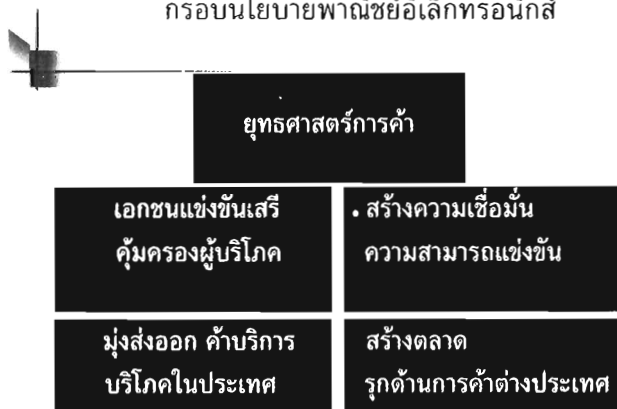 กรอบนโยบายพาณิชย์อิเล็กทรอนิกส์
ยุทธศาสตร์การค้า
เอกชนแข่งขันเสรี
คุ้มครองผู้บริโภค
• สร้างความเชื่อมั่น
ความสามารถแข่งขัน
มุ่งส่งออก ค้าบริการ
บริโภคในประเทศ
สร้างตลาด
รุกด้านการค้าต่างประเทศ